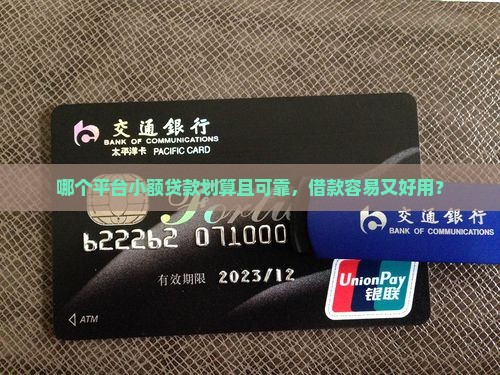 交通銀行
BANK OF COMMUNICATIONS
太平洋卡 PACIFIC CARD
哪个平台小额贷款划算且可靠，借款容易又好用？
622262 071000
交通銀行
BANK OF COMMUNICATIONS
有效期限 2023/12
UnionPay
银联
ATM